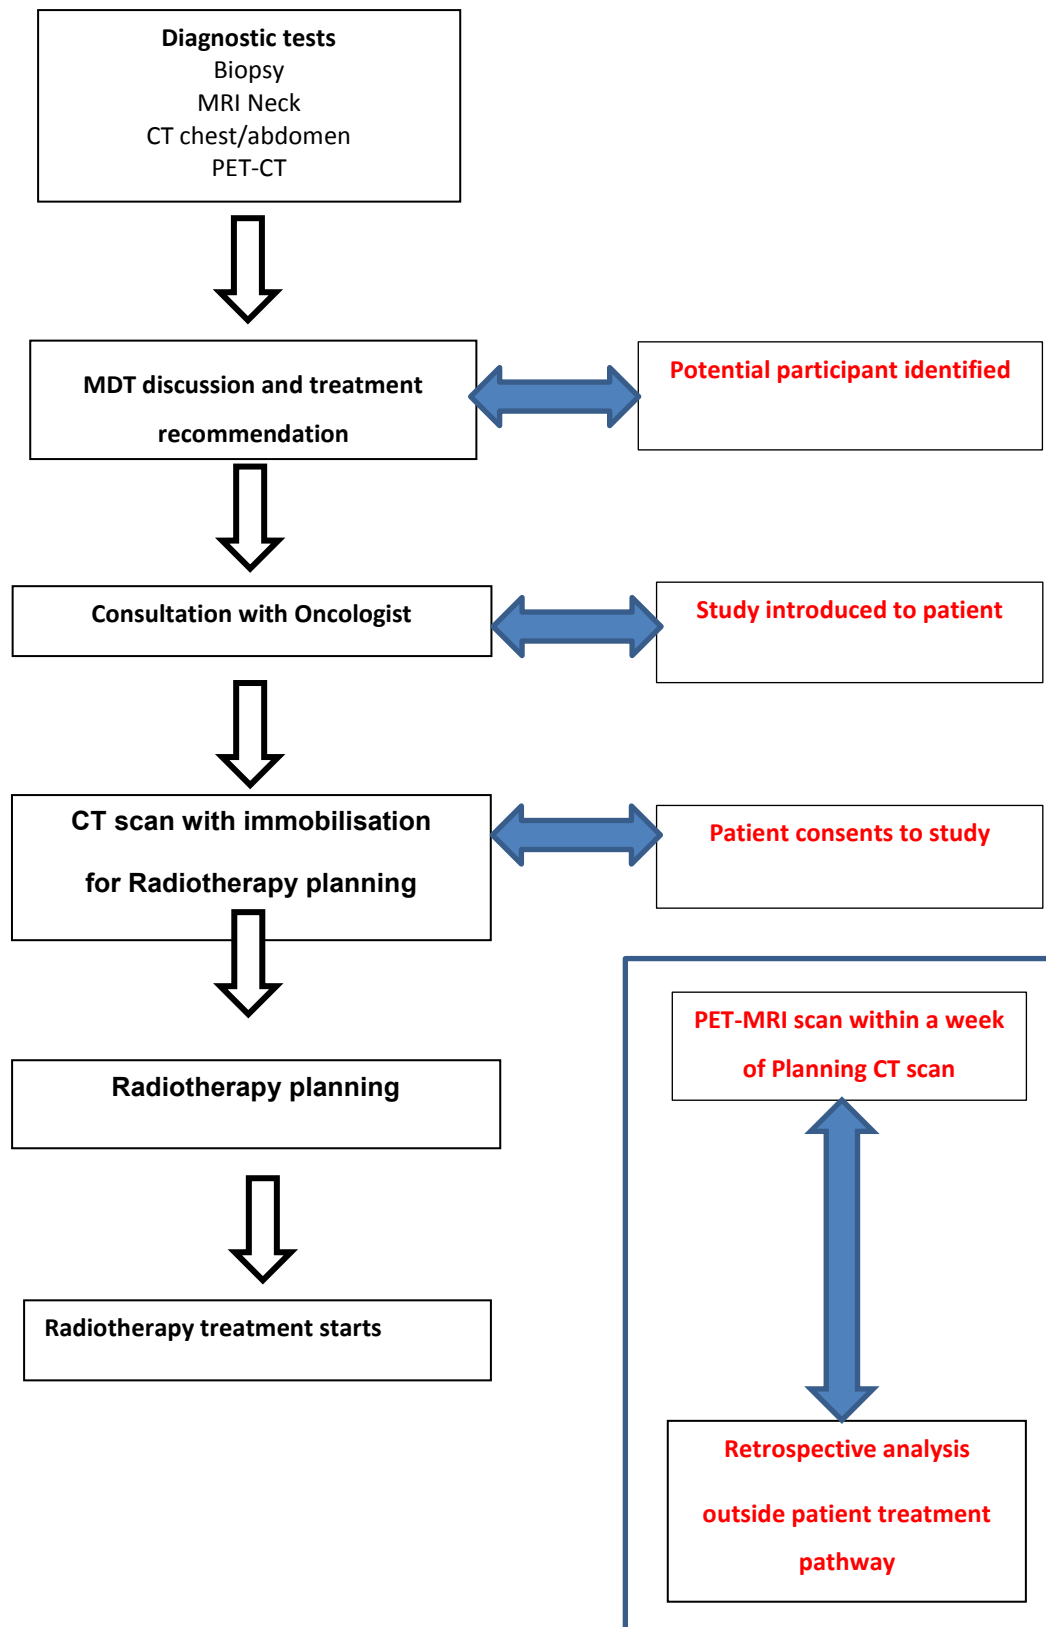 Diagnostic tests
Biopsy
MRI Neck
CT chest/abdomen
PET-CT
MDT discussion and treatment
recommendation
Potential participant identified
Consultation with Oncologist
Study introduced to patient
CT scan with immobilisation
for Radiotherapy planning
Patient consents to study
Radiotherapy planning
PET-MRI scan within a week
of Planning CT scan
Radiotherapy treatment starts
Retrospective analysis
outside patient treatment
pathway